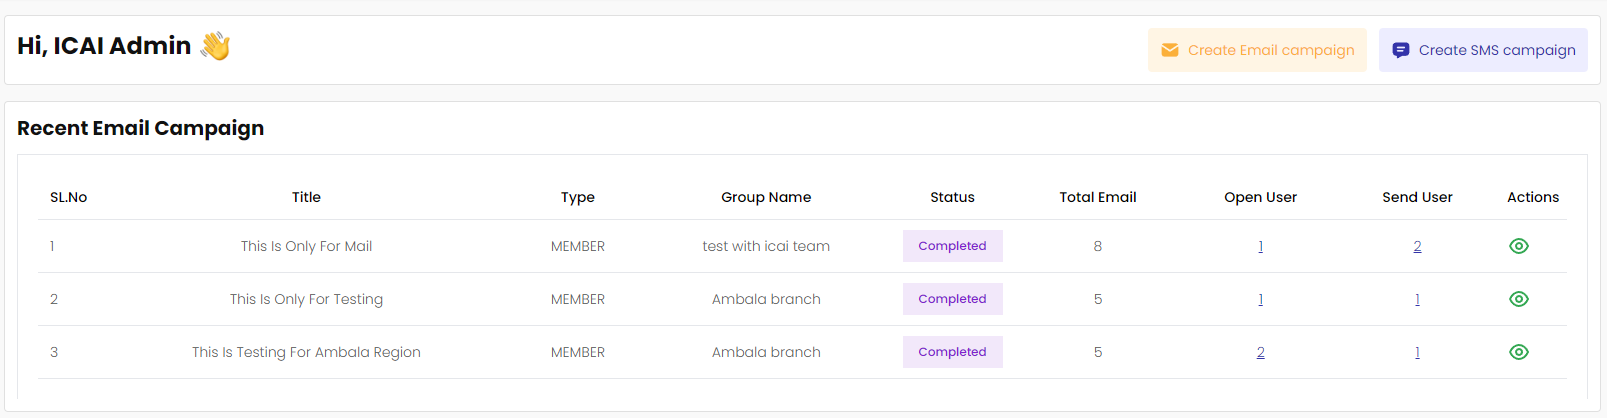 Hi, ICAI Admin 👋
Create Email campaign
Create SMS campaign
Recent Email Campaign
SL.No Title Type Group Name Status Total Email Open User Send User Actions
1 This Is Only For Mail MEMBER test with icai team Completed 8 1 2
2 This Is Only For Testing MEMBER Ambala branch Completed 5 1 1
3 This Is Testing For Ambala Region MEMBER Ambala branch Completed 5 2 1